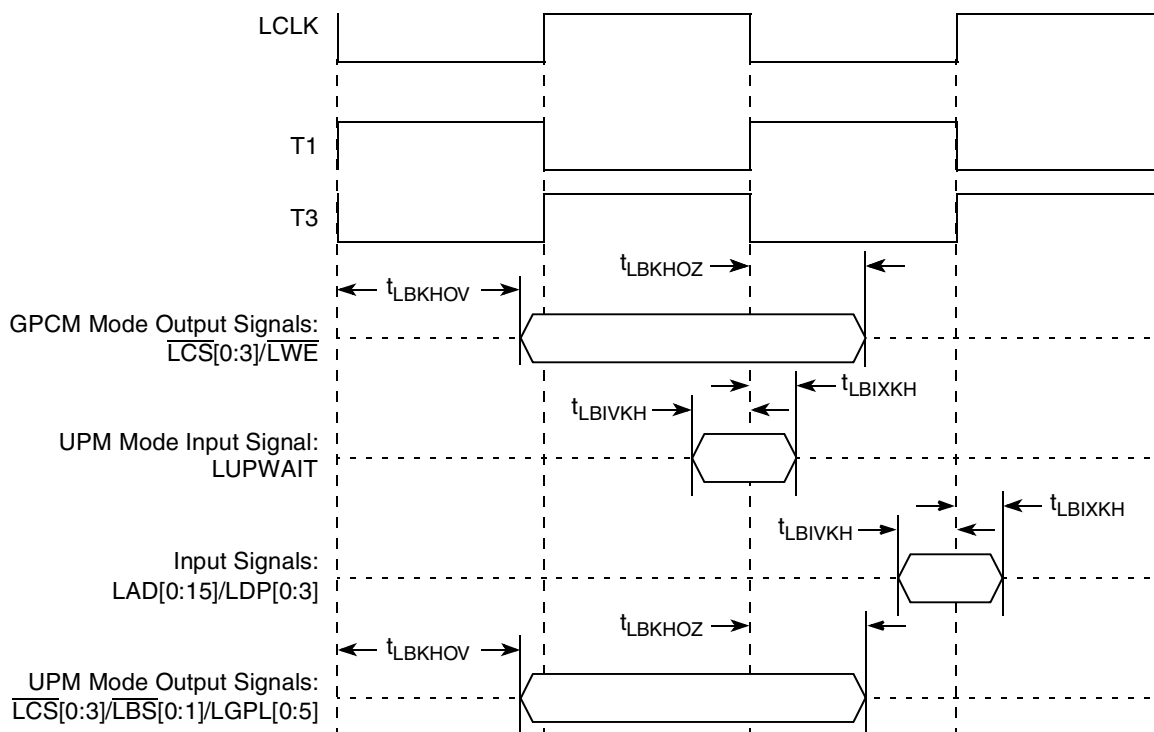 LCLK
T1
T3
tLBKHOZ
tLBKHOV
GPCM Mode Output Signals:
LCS[0:3]/LWE
tLBIXKH
tLBIVKH
UPM Mode Input Signal:
LUPWAIT
tLBIXKH
tLBIVKH
Input Signals:
LAD[0:15]/LDP[0:3]
tLBKHOZ
tLBKHOV
UPM Mode Output Signals:
LCS[0:3]/LBS[0:1]/LGPL[0:5]